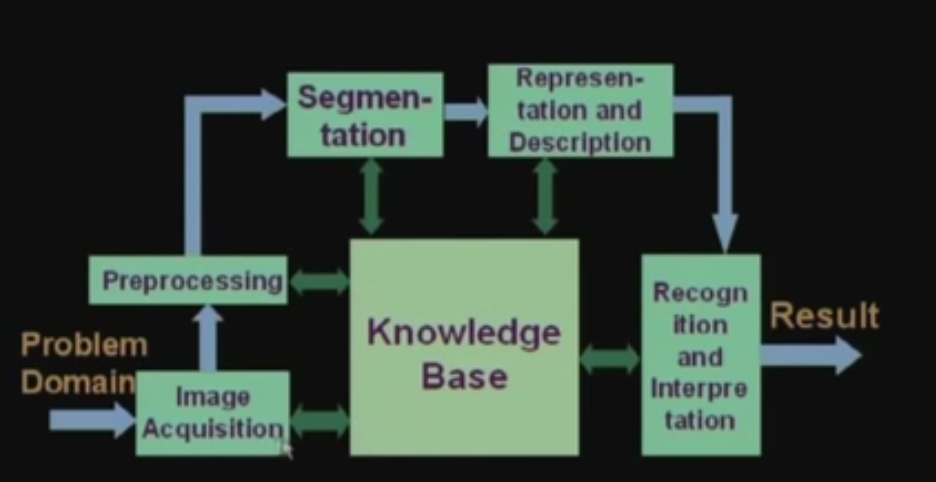 Segmen-
tation
Represen-
tation and
Description
Preprocessing
Problem
Domain
Image
Acquisition
Knowledge
Base
Recogn
ition
and
Interpre
tation
Result